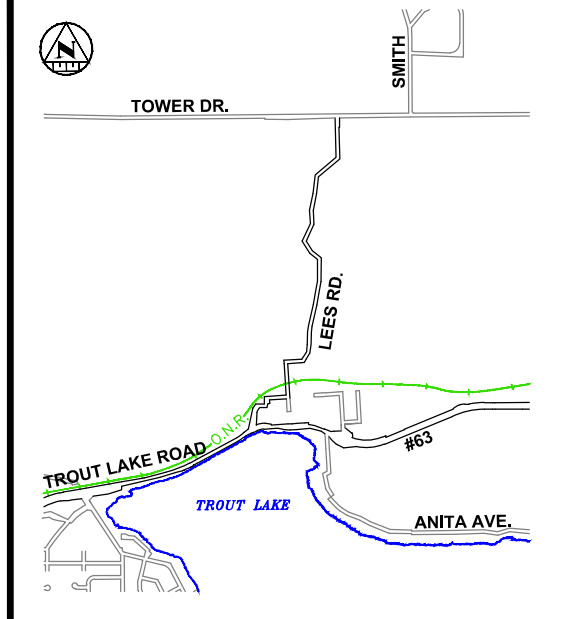 N
SMITH
TOWER DR.
LEES RD.
O.N.R.
#63
TROUT LAKE ROAD
TROUT LAKE
ANITA AVE.